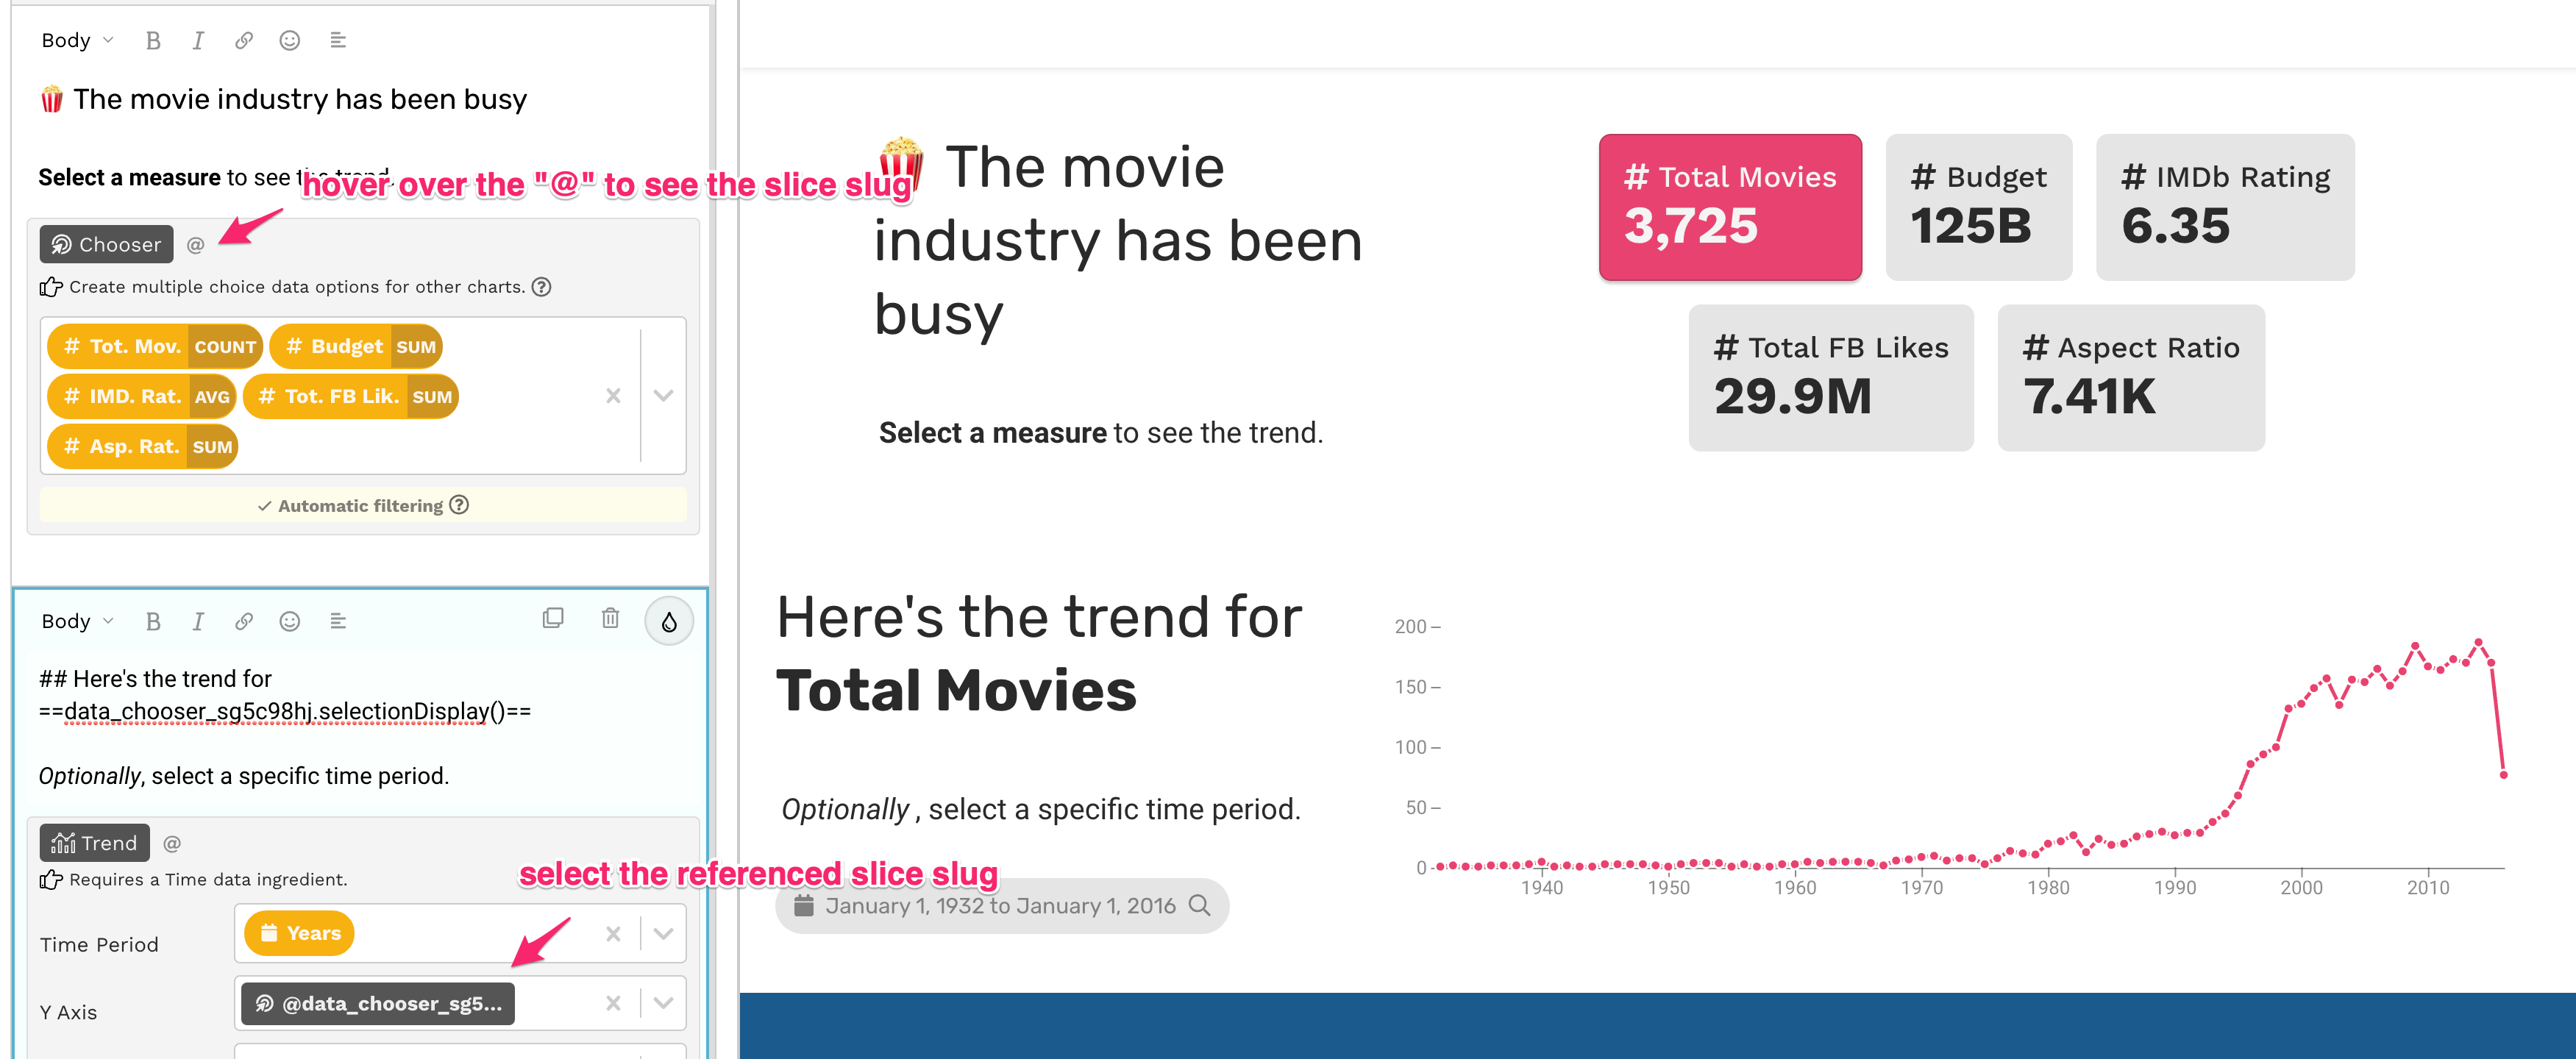 Body
🍿 The movie industry has been busy
Select a measure to see the trend.
hover over the "@" to see the slice slug
Chooser @
Create multiple choice data options for other charts.
# Tot. Mov. COUNT # Budget SUM
# IMD. Rat. AVG # Tot. FB Lik. SUM
# Asp. Rat. SUM
✓ Automatic filtering
Body
## Here's the trend for
==data_chooser_sg5c98hj.selectionDisplay()==
Optionally, select a specific time period.
Trend @
Requires a Time data ingredient.
select the referenced slice slug
Time Period Years
Y Axis @data_chooser_sg5...
🍿 The movie
industry has been
busy
Select a measure to see the trend.
# Total Movies
3,725
# Budget
125B
# IMDb Rating
6.35
# Total FB Likes
29.9M
# Aspect Ratio
7.41K
Here's the trend for
Total Movies
Optionally , select a specific time period.
January 1, 1932 to January 1, 2016
200
150
100
50
0
1940 1950 1960 1970 1980 1990 2000 2010